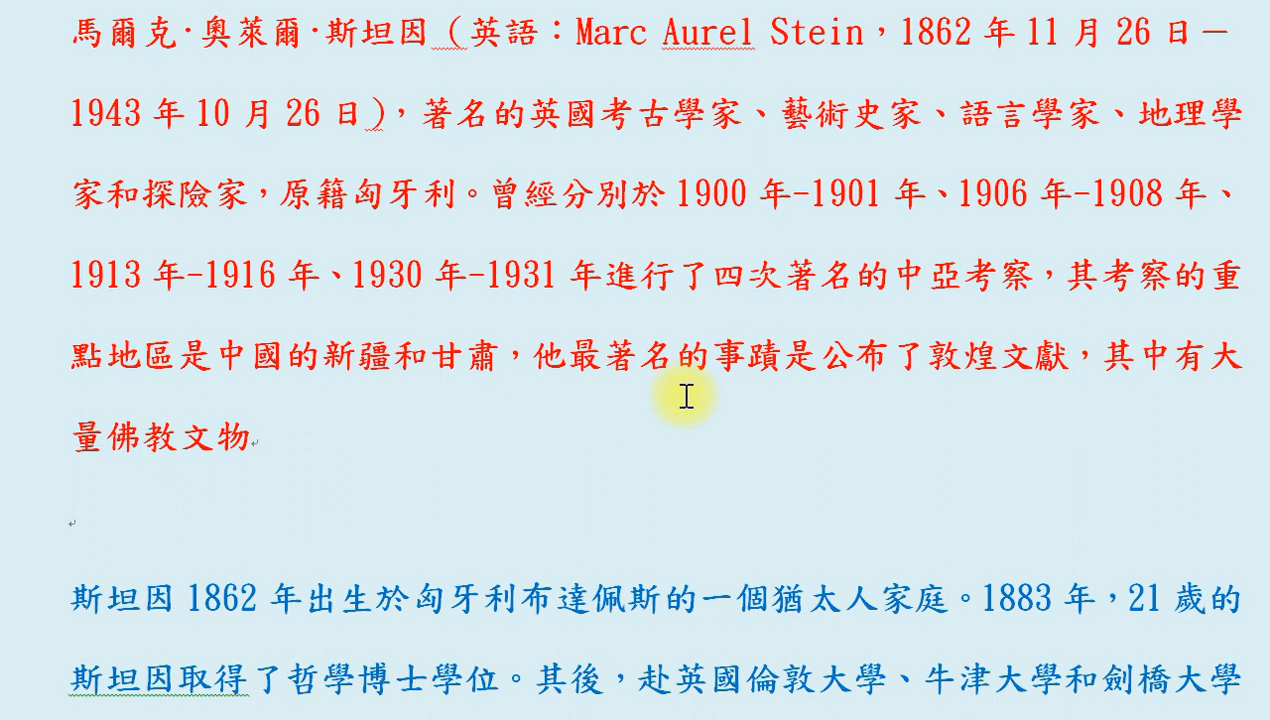 馬爾克·奧萊爾·斯坦因（英語：Marc Aurel Stein，1862 年 11 月 26 日－
1943 年 10 月 26 日），著名的英國考古學家、藝術史家、語言學家、地理學
家和探險家，原籍匈牙利。曾經分別於 1900 年-1901 年、1906 年-1908 年、
1913 年-1916 年、1930 年-1931 年進行了四次著名的中亞考察，其考察的重
點地區是中國的新疆和甘肅，他最著名的事蹟是公布了敦煌文獻，其中有大
量佛教文物
斯坦因 1862 年出生於匈牙利布達佩斯的一個猶太人家庭。1883 年，21 歲的
斯坦因取得了哲學博士學位。其後，赴英國倫敦大學、牛津大學和劍橋大學